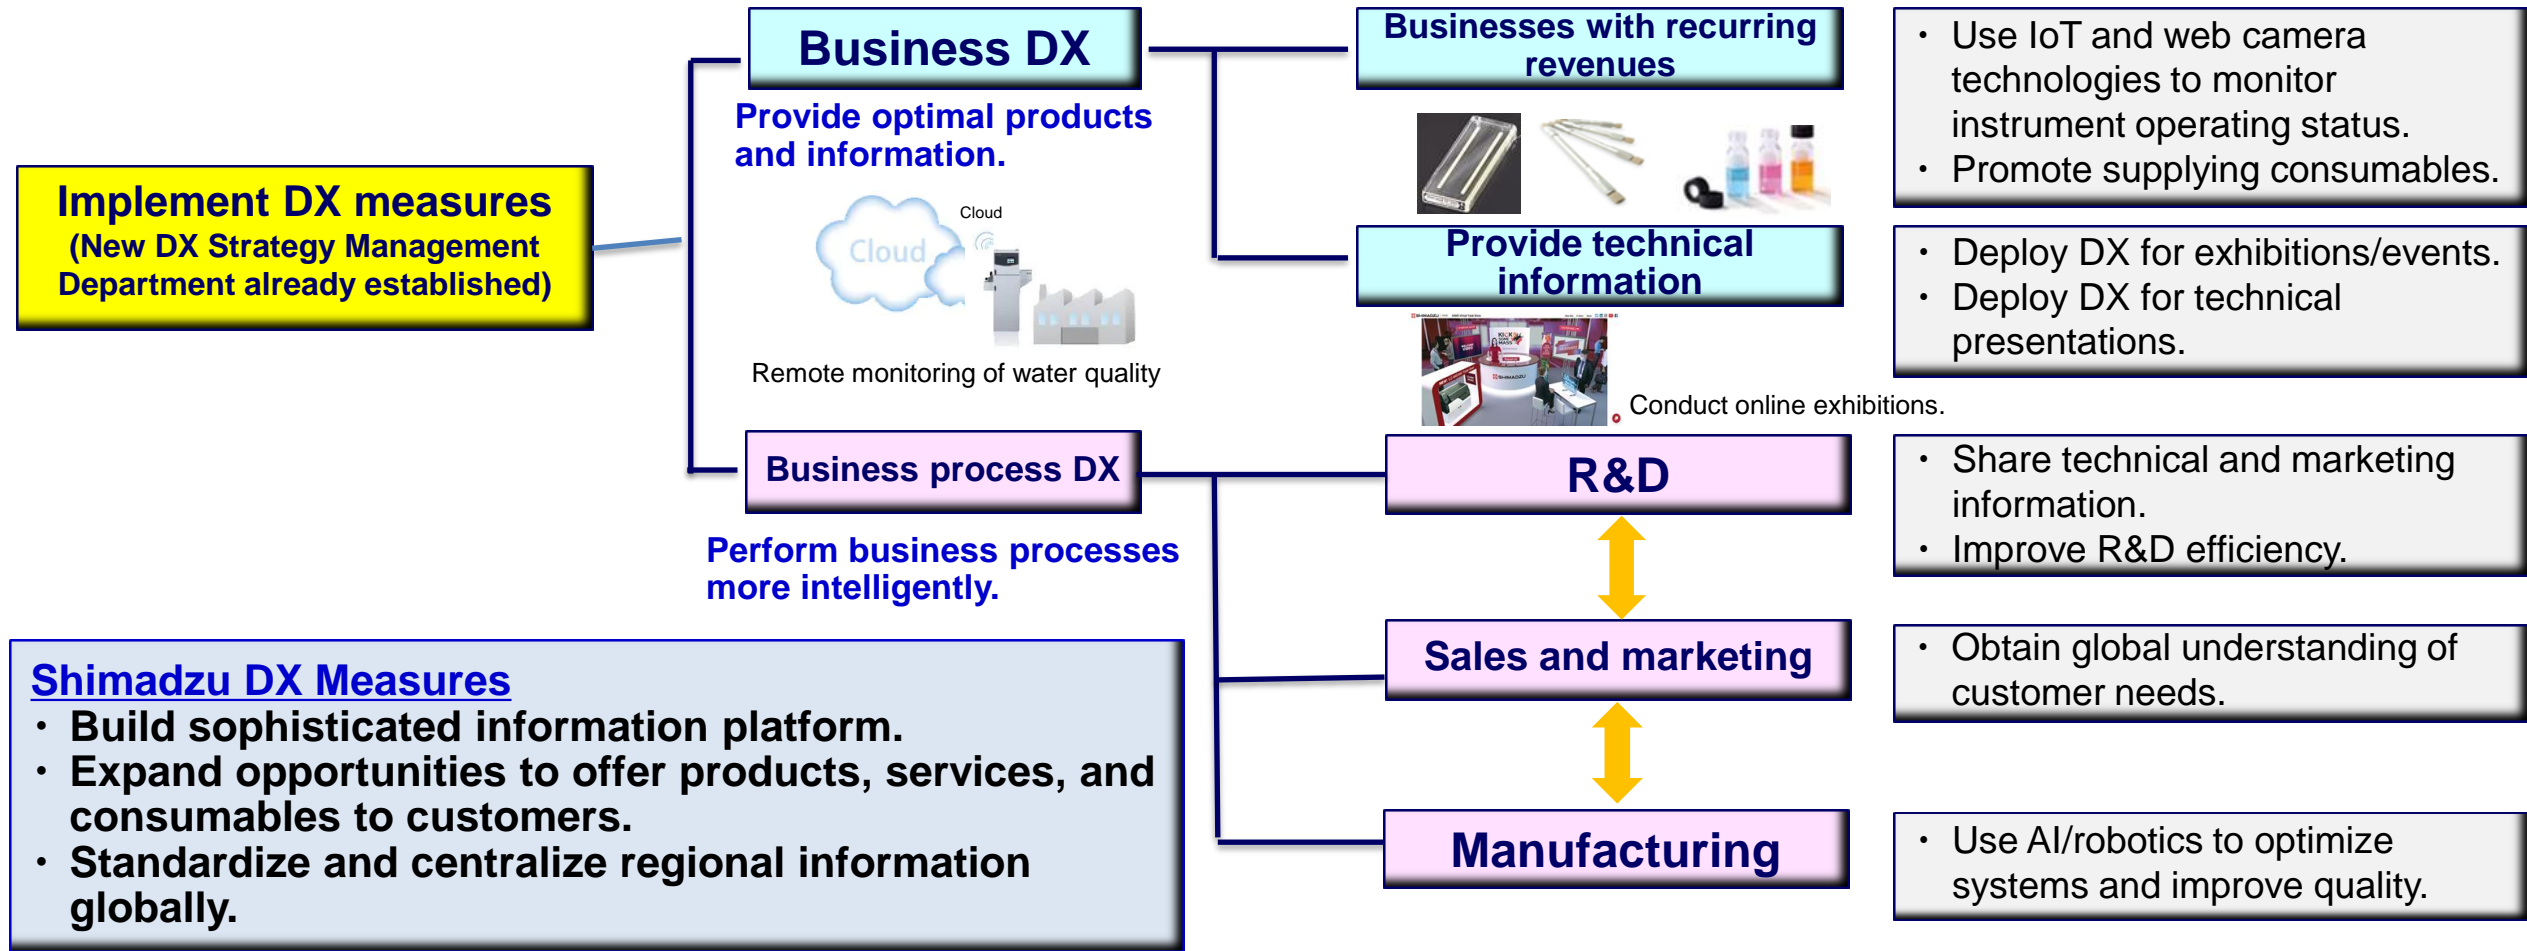 Implement DX measures
(New DX Strategy Management
Department already established)
Business DX
Provide optimal products
and information.
Cloud
Cloud
Remote monitoring of water quality
Businesses with recurring
revenues
・ Use IoT and web camera
technologies to monitor
instrument operating status.
・ Promote supplying consumables.
Provide technical
information
SHIMADZU
KICK
SOME
MASS
SHIMADZU
Conduct online exhibitions.
・ Deploy DX for exhibitions/events.
・ Deploy DX for technical
presentations.
Business process DX
Perform business processes
more intelligently.
R&D
・ Share technical and marketing
information.
・ Improve R&D efficiency.
Sales and marketing
・ Obtain global understanding of
customer needs.
Manufacturing
・ Use AI/robotics to optimize
systems and improve quality.
Shimadzu DX Measures
・ Build sophisticated information platform.
・ Expand opportunities to offer products, services, and
consumables to customers.
・ Standardize and centralize regional information
globally.